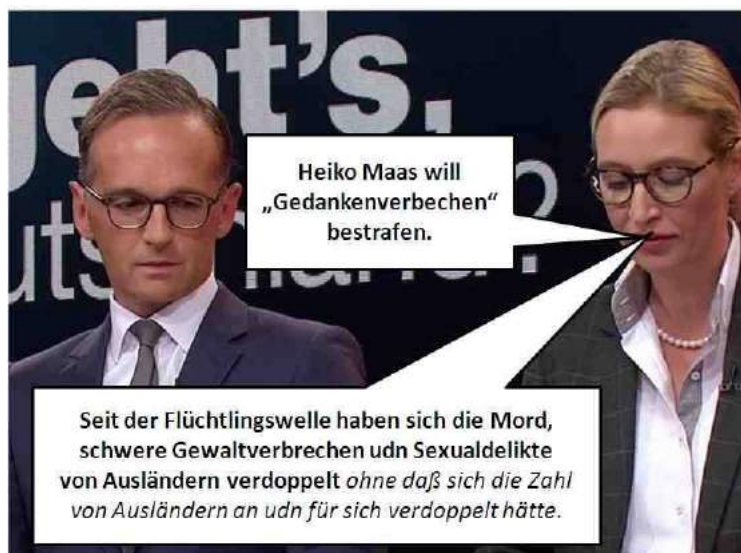 geht's,
Heiko Maas will
„Gedankenverbechen“
bestrafen.
Seit der Flüchtlingswelle haben sich die Mord,
schwere Gewaltverbrechen udn Sexualdelikte
von Ausländern verdoppelt ohne daß sich die Zahl
von Ausländern an udn für sich verdoppelt hätte.